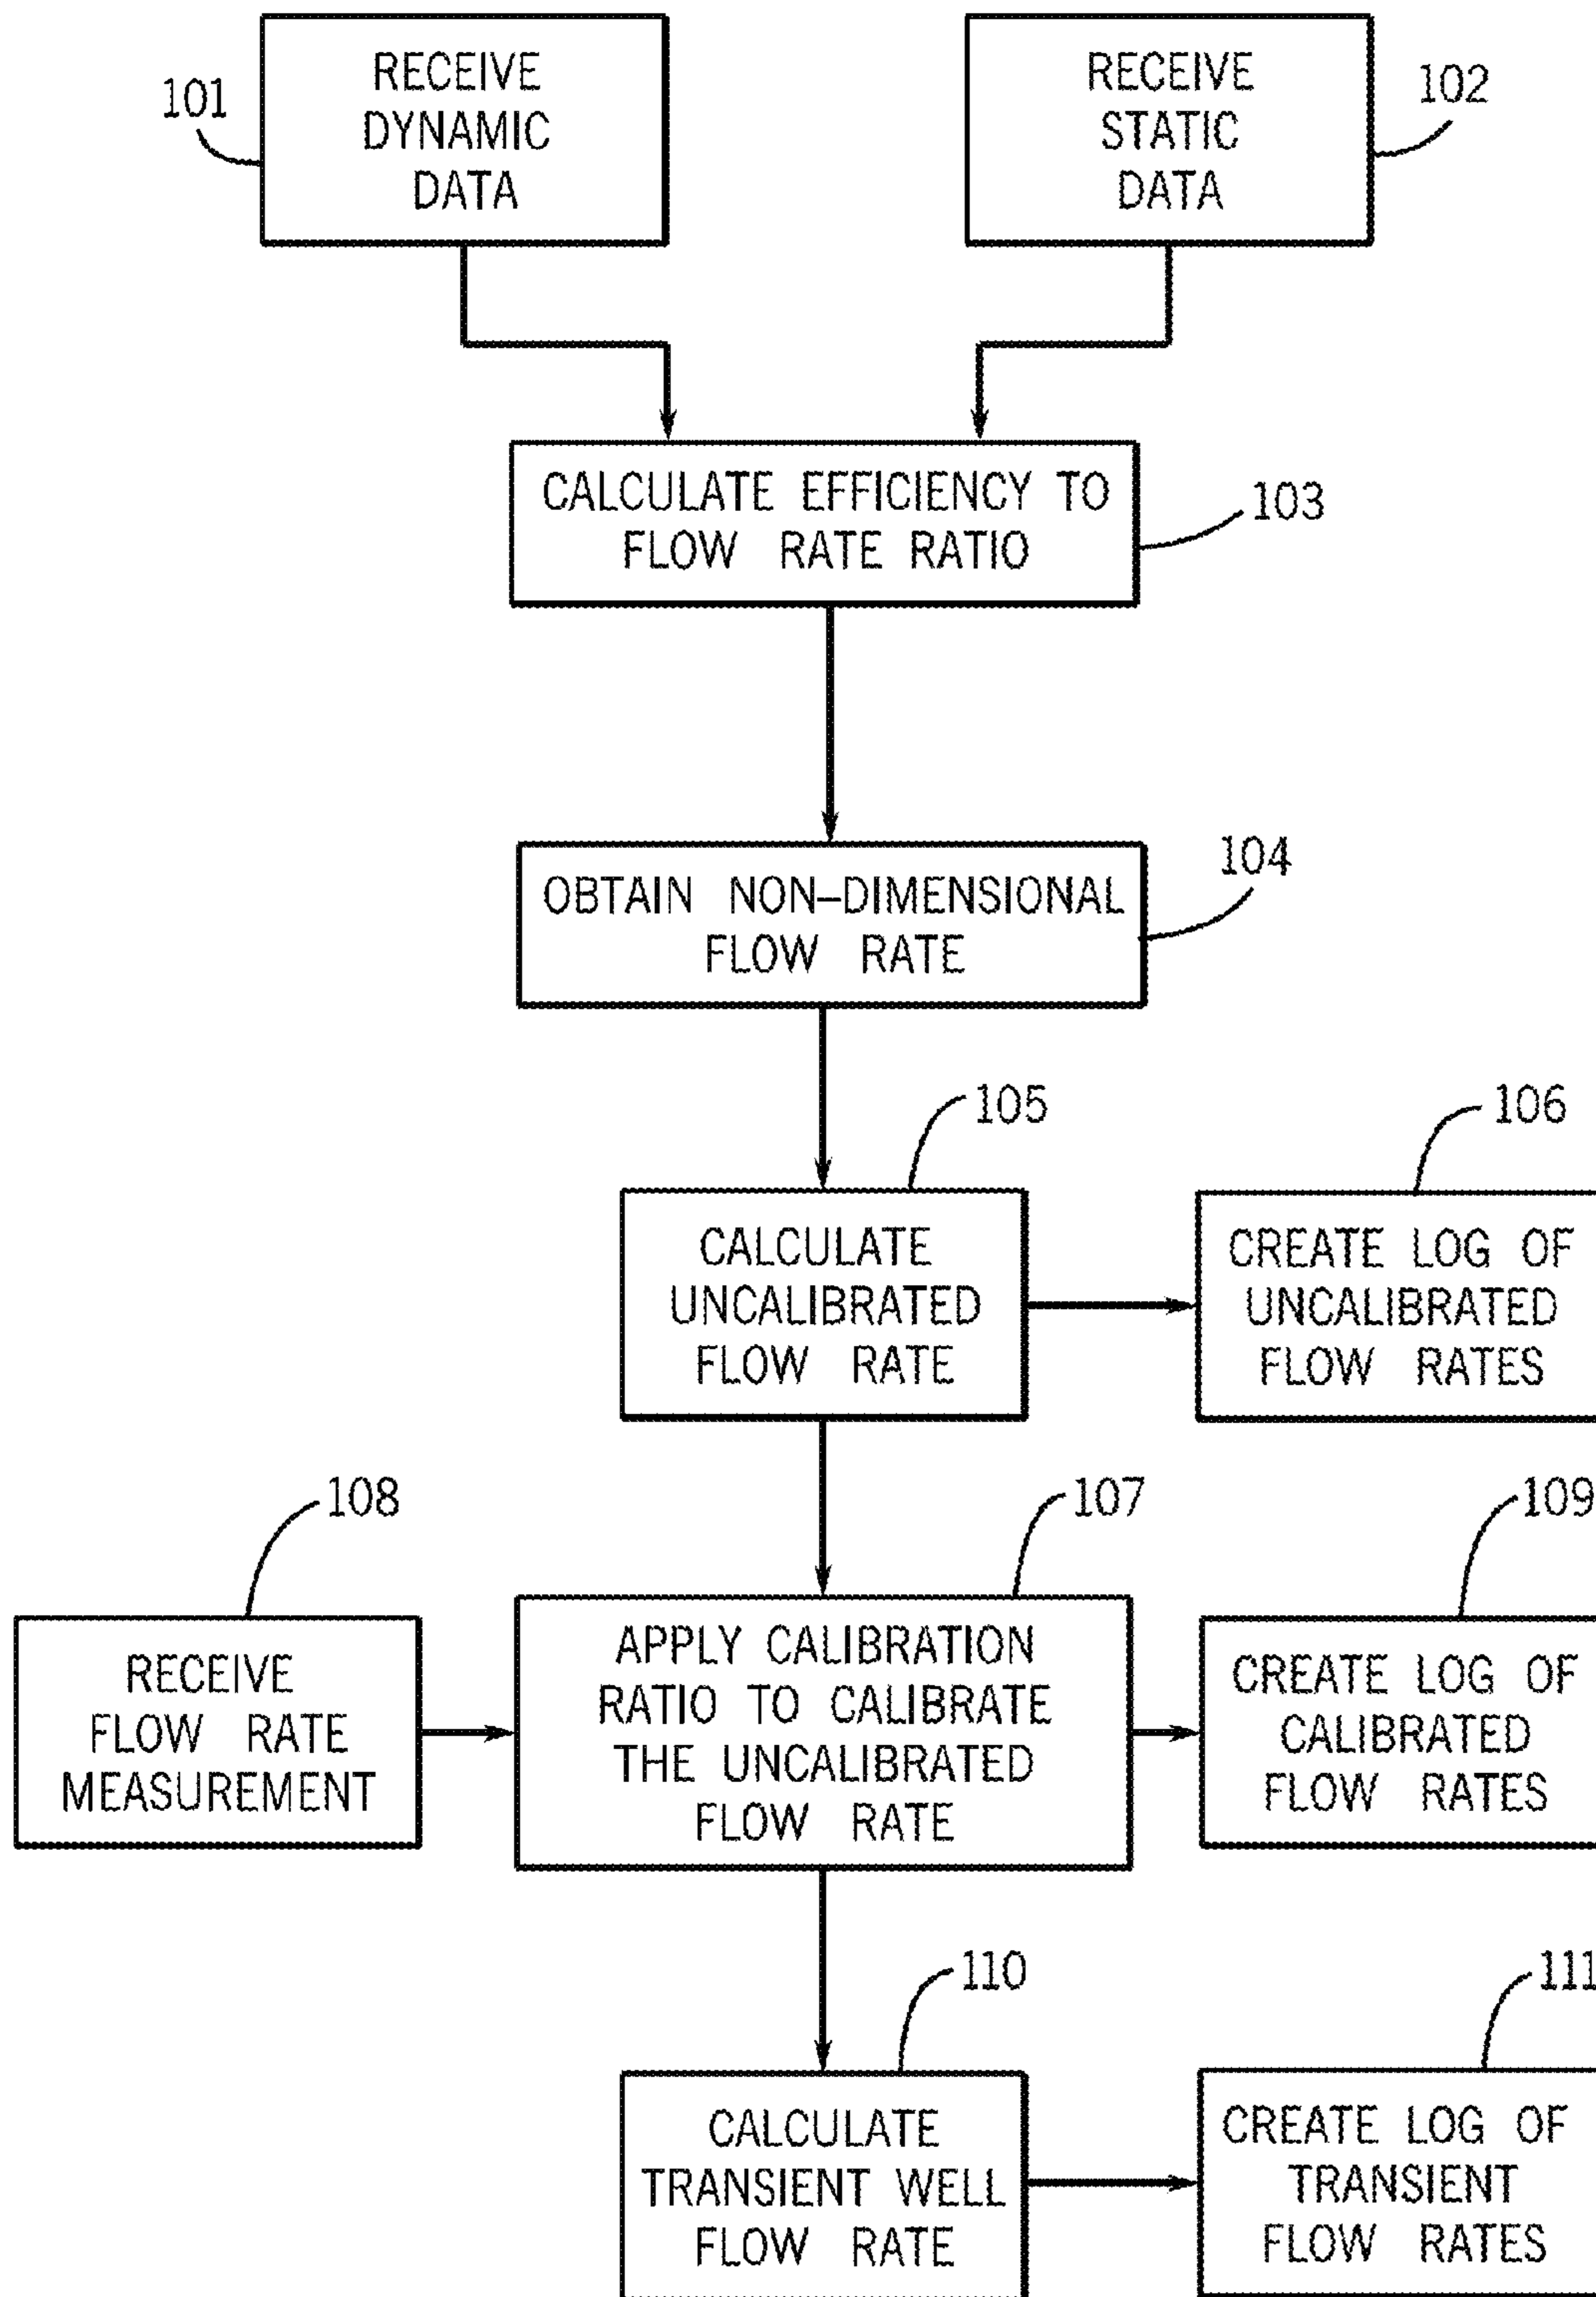 101
RECEIVE
DYNAMIC
DATA
RECEIVE
STATIC
DATA
102
CALCULATE EFFICIENCY TO
FLOW RATE RATIO
103
OBTAIN NON-DIMENSIONAL
FLOW RATE
104
105
CALCULATE
UNCALIBRATED
FLOW RATE
106
CREATE LOG OF
UNCALIBRATED
FLOW RATES
108
RECEIVE
FLOW RATE
MEASUREMENT
107
APPLY CALIBRATION
RATIO TO CALIBRATE
THE UNCALIBRATED
FLOW RATE
109
CREATE LOG OF
CALIBRATED
FLOW RATES
110
CALCULATE
TRANSIENT WELL
FLOW RATE
111
CREATE LOG OF
TRANSIENT
FLOW RATES